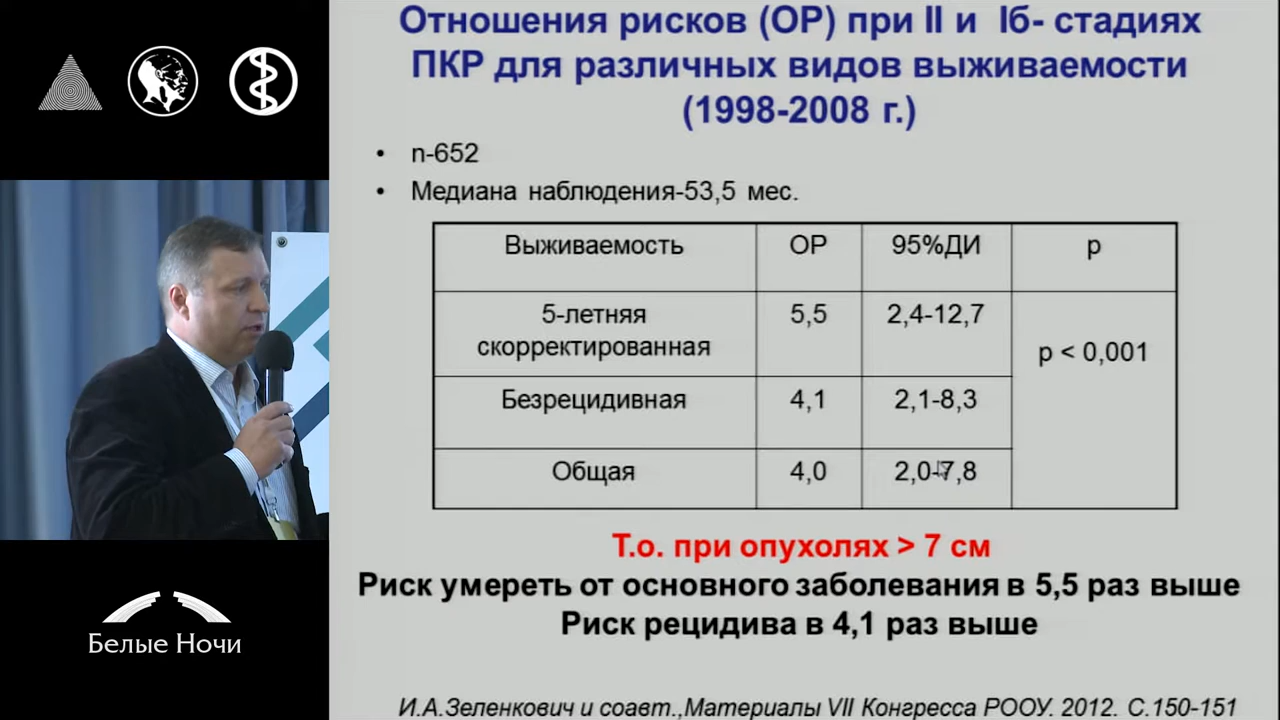 Отношения рисков (ОР) при II и Iб- стадиях
ПКР для различных видов выживаемости
(1998-2008 г.)
• n-652
• Медиана наблюдения-53,5 мес.
Выживаемость ОР 95%ДИ р
5-летняя
скорректированная 5,5 2,4-12,7 р < 0,001
Безрецидивная 4,1 2,1-8,3
Общая 4,0 2,0-7,8
Т.о. при опухолях > 7 см
Риск умереть от основного заболевания в 5,5 раз выше
Риск рецидива в 4,1 раз выше
И.А.Зеленкович и соавт.,Материалы VII Конгресса РООУ. 2012. С.150-151
Белые Ночи